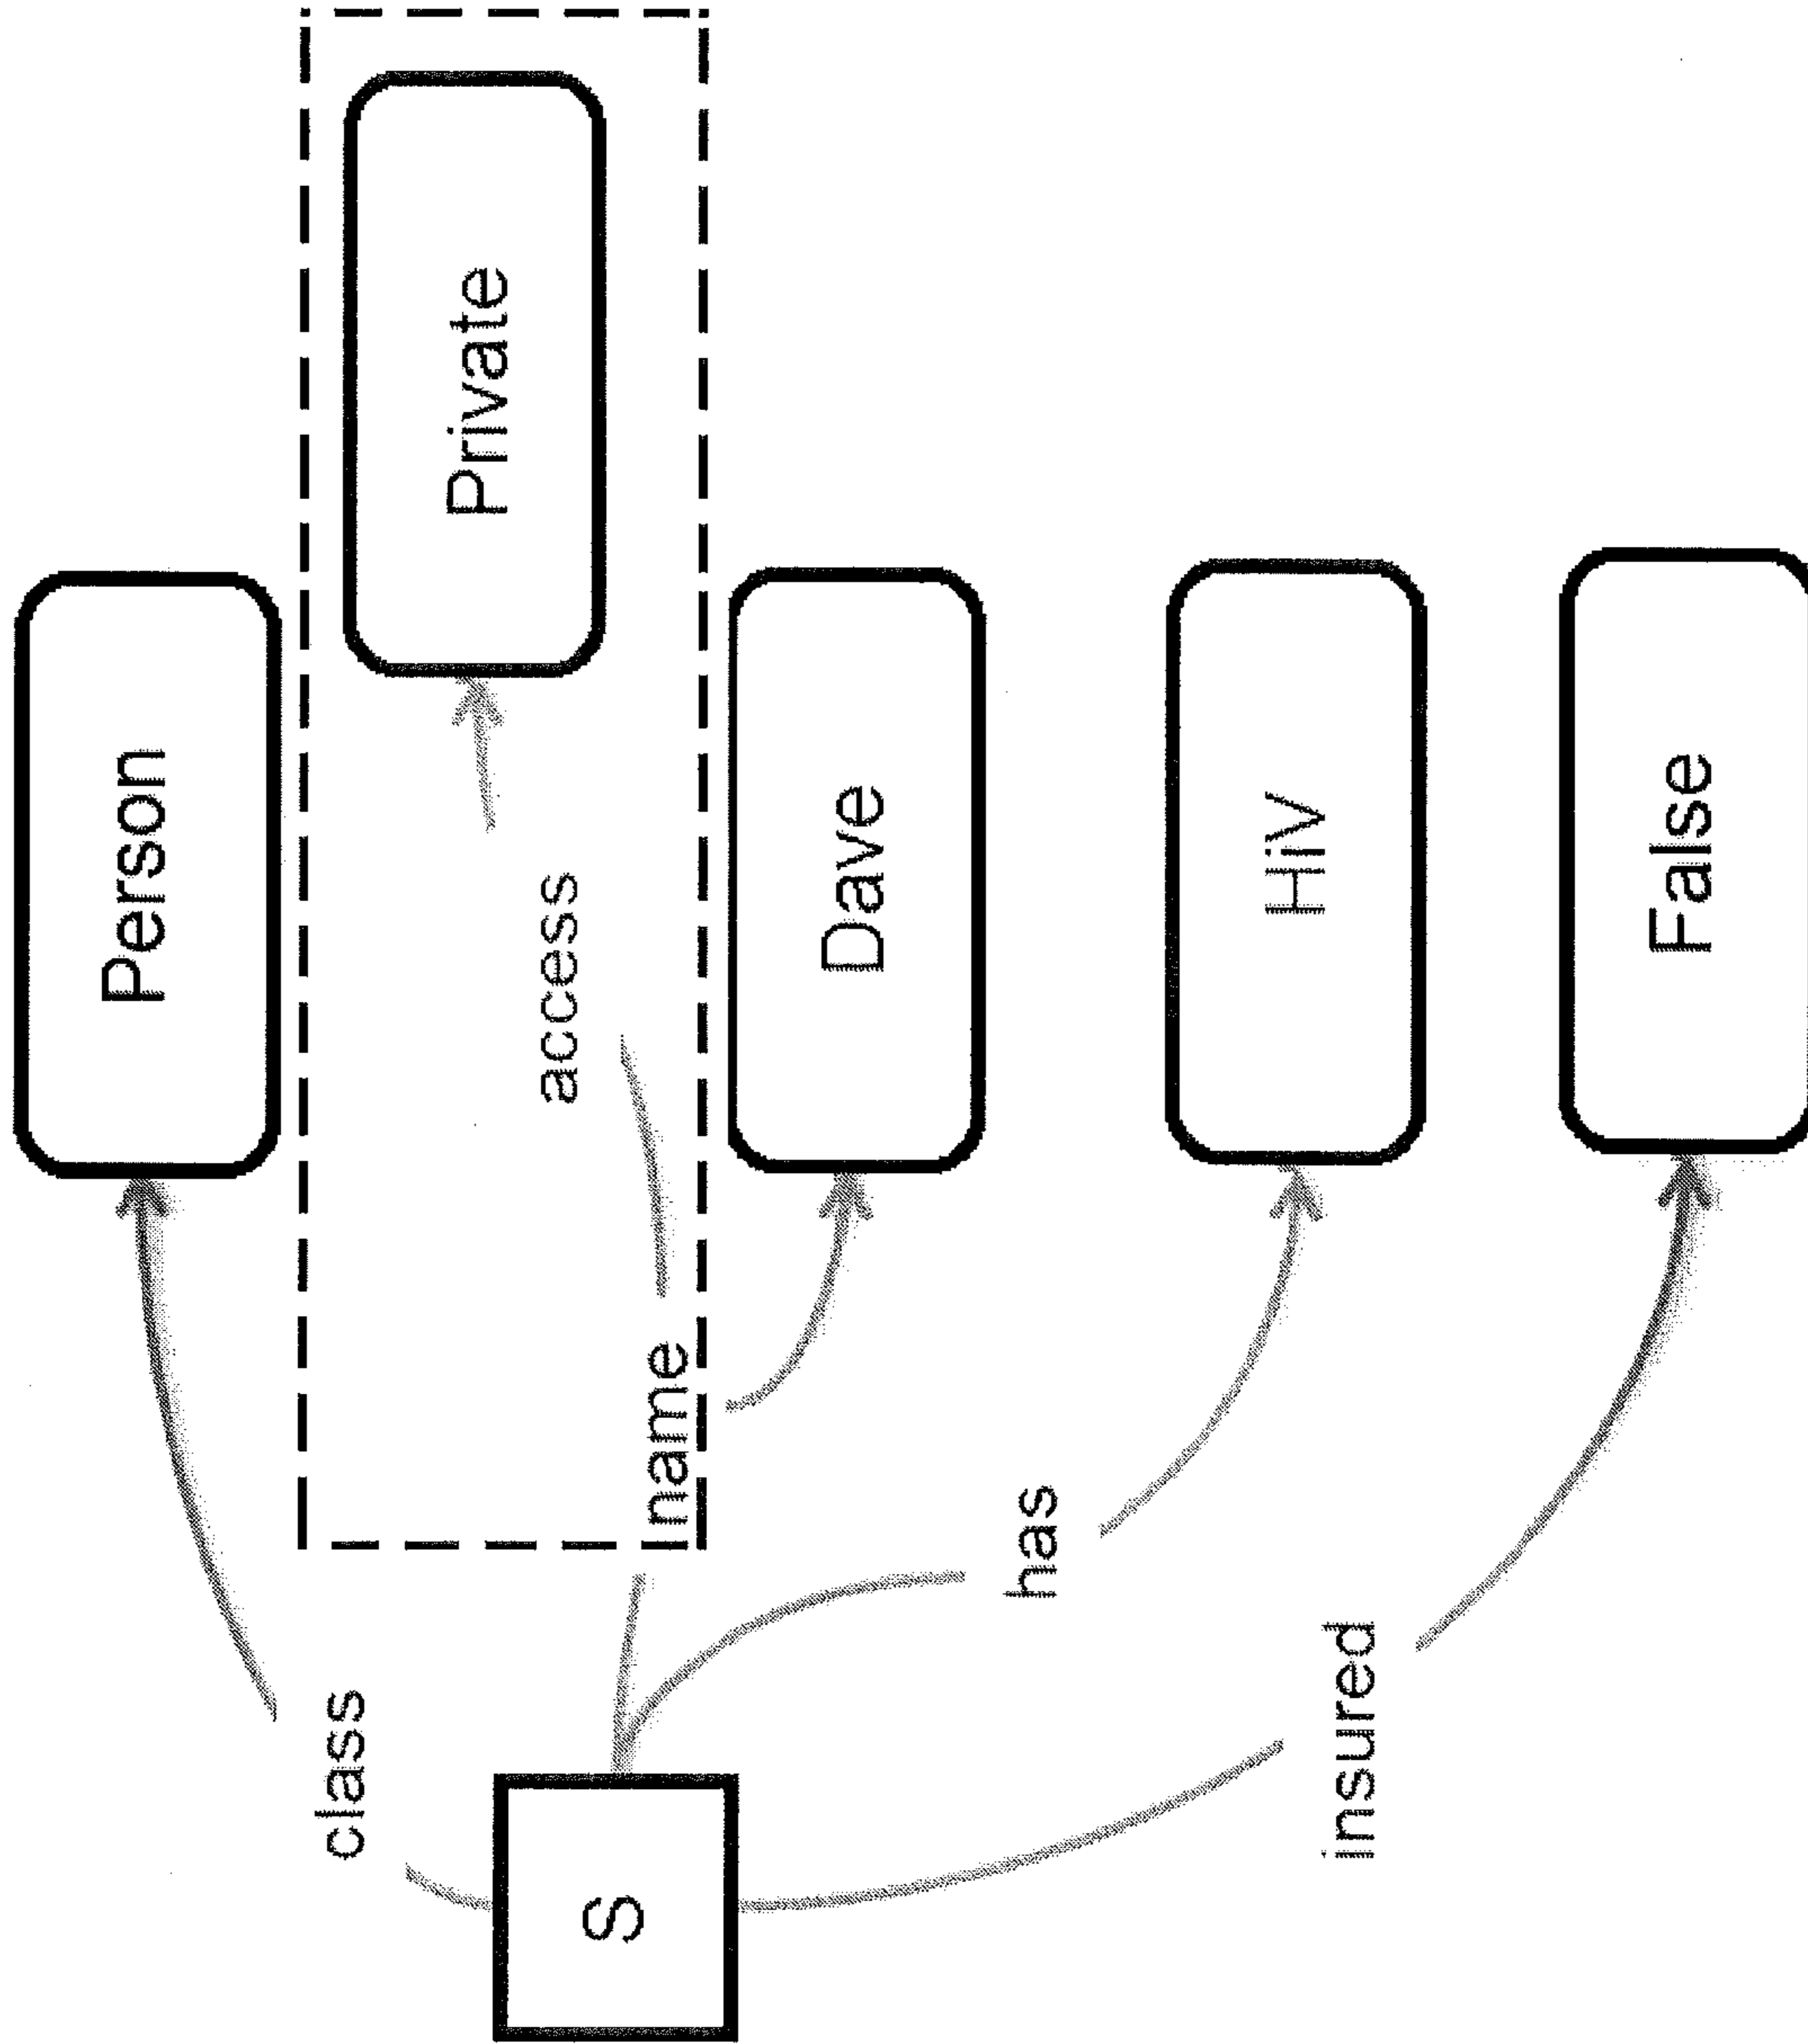 S
class
Person
access
Private
name
Dave
has
HiV
insured
False